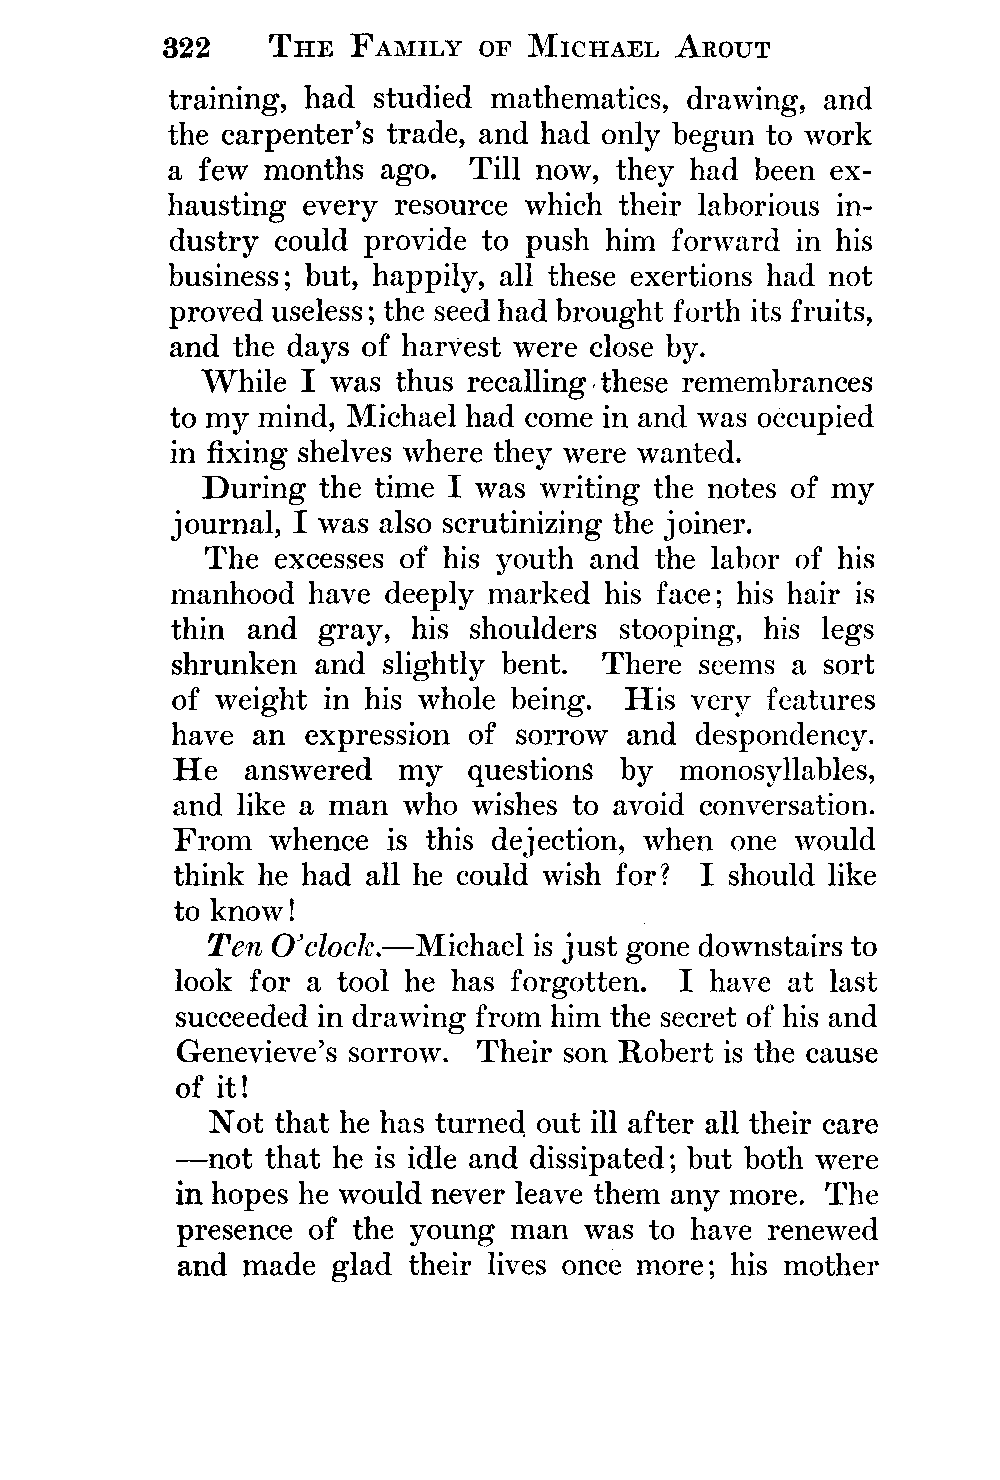 322 THE FAMILY OF MICHAEL AROUT
training, had studied mathematics, drawing, and
the carpenter's trade, and had only begun to work
a few months ago. Till now, they had been ex-
hausting every resource which their laborious in-
dustry could provide to push him forward in his
business; but, happily, all these exertions had not
proved useless; the seed had brought forth its fruits,
and the days of harvest were close by.
While I was thus recalling these remembrances
to my mind, Michael had come in and was occupied
in fixing shelves where they were wanted.
During the time I was writing the notes of my
journal, I was also scrutinizing the joiner.
The excesses of his youth and the labor of his
manhood have deeply marked his face; his hair is
thin and gray, his shoulders stooping, his legs
shrunken and slightly bent. There seems a sort
of weight in his whole being. His very features
have an expression of sorrow and despondency.
He answered my questions by monosyllables,
and like a man who wishes to avoid conversation.
From whence is this dejection, when one would
think he had all he could wish for? I should like
to know!
Ten O'clock.—Michael is just gone downstairs to
look for a tool he has forgotten. I have at last
succeeded in drawing from him the secret of his and
Genevieve's sorrow. Their son Robert is the cause
of it!
Not that he has turned out ill after all their care
—not that he is idle and dissipated; but both were
in hopes he would never leave them any more. The
presence of the young man was to have renewed
and made glad their lives once more; his mother